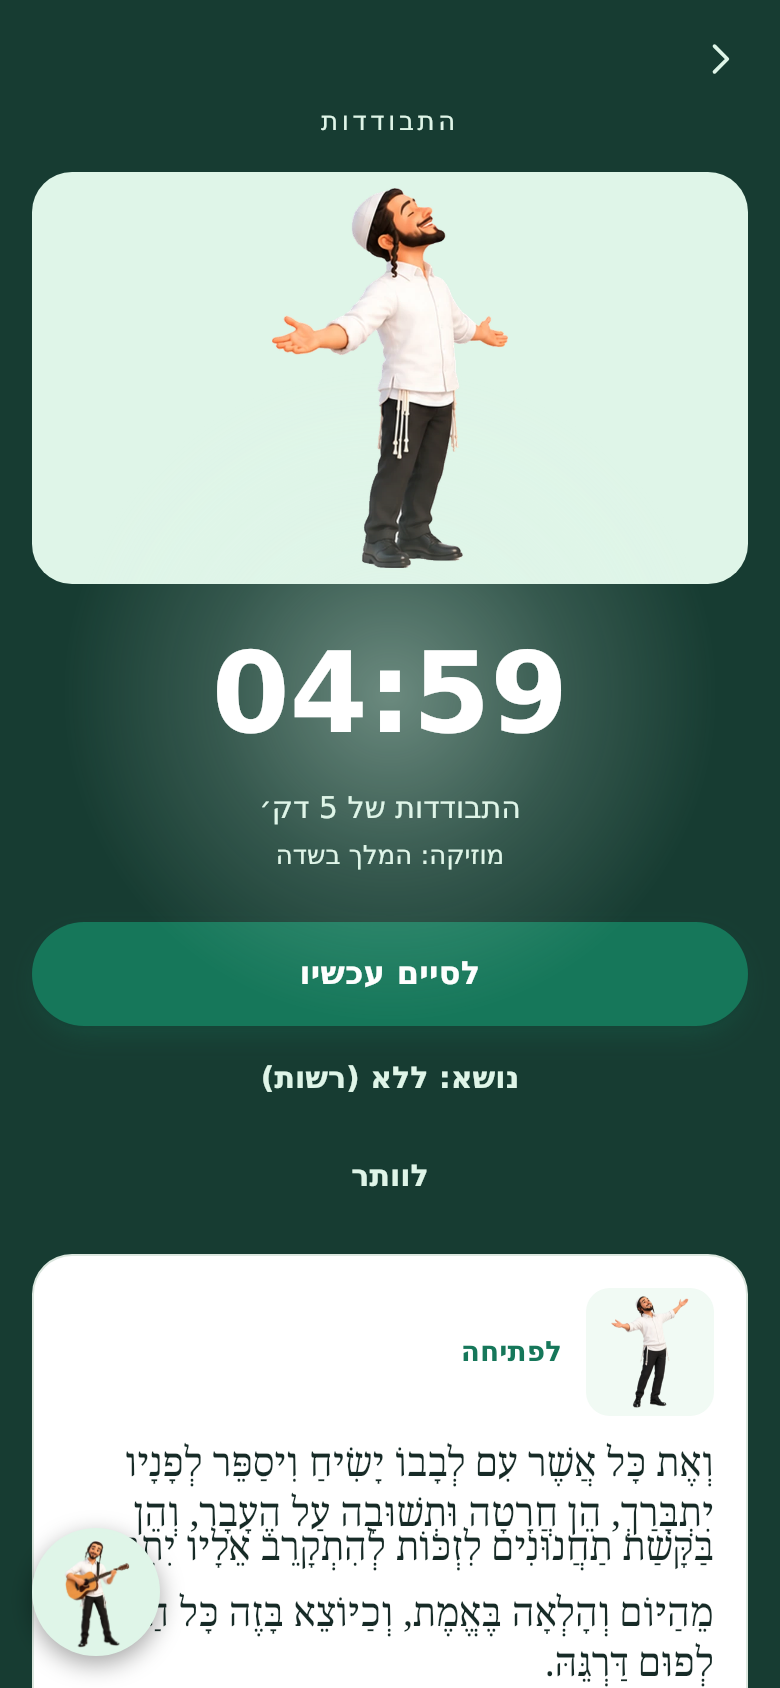 התבודדות
04:59
התבודדות של 5 דק׳
מוזיקה: המלך בשדה
לסיים עכשיו
נושא: ללא (רשות)
לוותר
לפתיחה
וְאֶת כָּל אֲשֶׁר עִם לְבָבוֹ יָשִׂיחַ וִיסַפֵּר לְפָנָיו
יִתְבָּרַךְ, הֵן חֲרָטָה וּתְשׁוּבָה עַל הֶעָבָר, וְהֵן
בַּקָּשַׁת תַּחֲנוּנִים לִזְכּוֹת לְהִתְקָרֵב אֵלָיו
מֵהַיּוֹם וְהָלְאָה בֶּאֱמֶת, וְכַיּוֹצֵא בָּזֶה כָּל
לְפוּם דַּרְגֵּהּ.